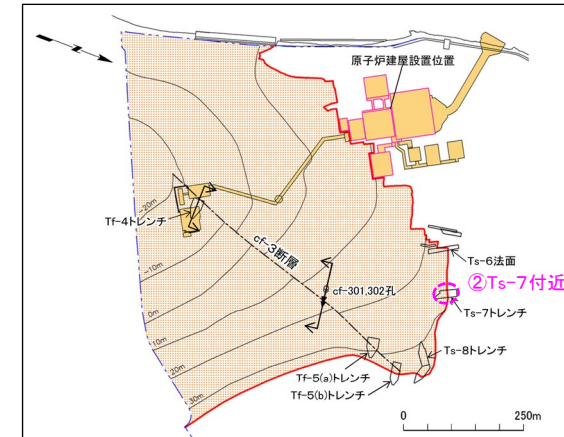 原子炉建屋設置位置
-20m
Tf-4トレンチ
-10m
cf-3断層
Ts-6法面
②Ts-7付近
cf-301,302孔
Ts-7トレンチ
0m
10m
Ts-8トレンチ
20m
Tf-5(a)トレンチ
30m
Tf-5(b)トレンチ
0 250m